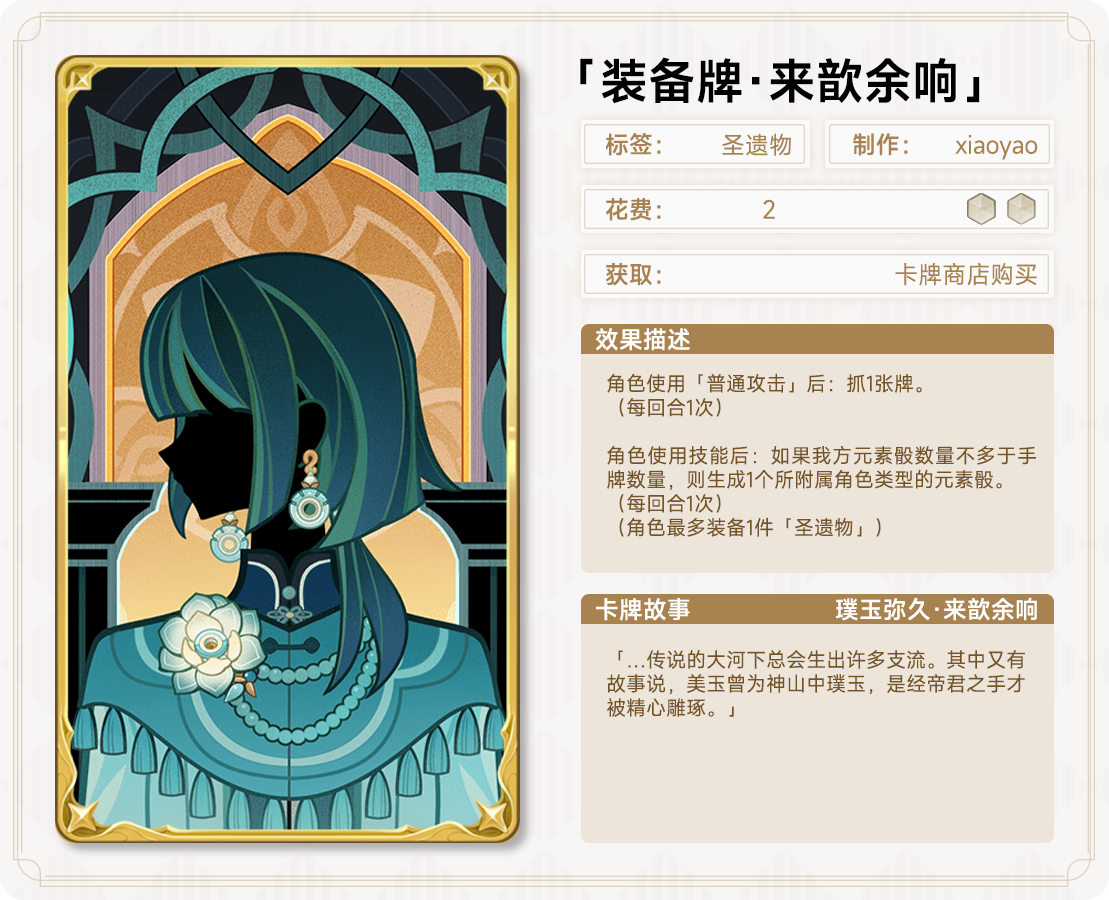 「装备牌·来歆余响」
标签： 圣遗物
制作： xiaoyao
花费： 2
获取： 卡牌商店购买
效果描述
角色使用「普通攻击」后：抓1张牌。
（每回合1次）
角色使用技能后：如果我方元素骰数量不多于手
牌数量，则生成1个所附属角色类型的元素骰。
（每回合1次）
（角色最多装备1件「圣遗物」）
卡牌故事 璞玉弥久·来歆余响
「…传说的大河下总会生出许多支流。其中又有
故事说，美玉曾为神山中璞玉，是经帝君之手才
被精心雕琢。」